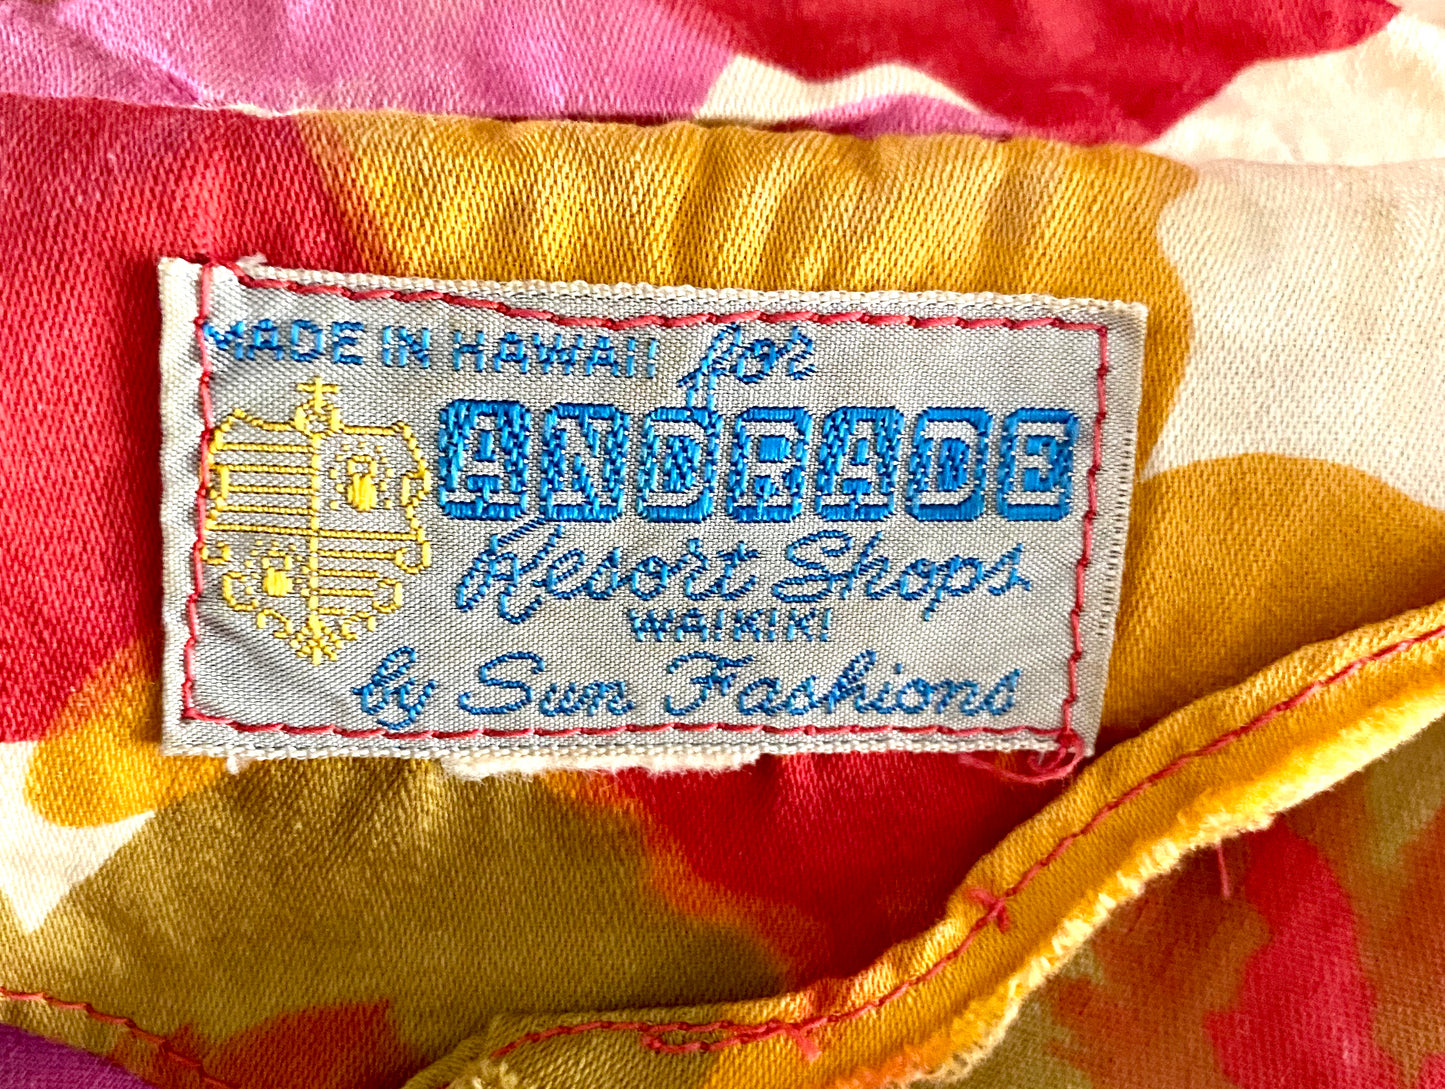 MADE IN HAWAII for
ANDRADE
Resort Shops
WAIKIKI
by Sun Fashions